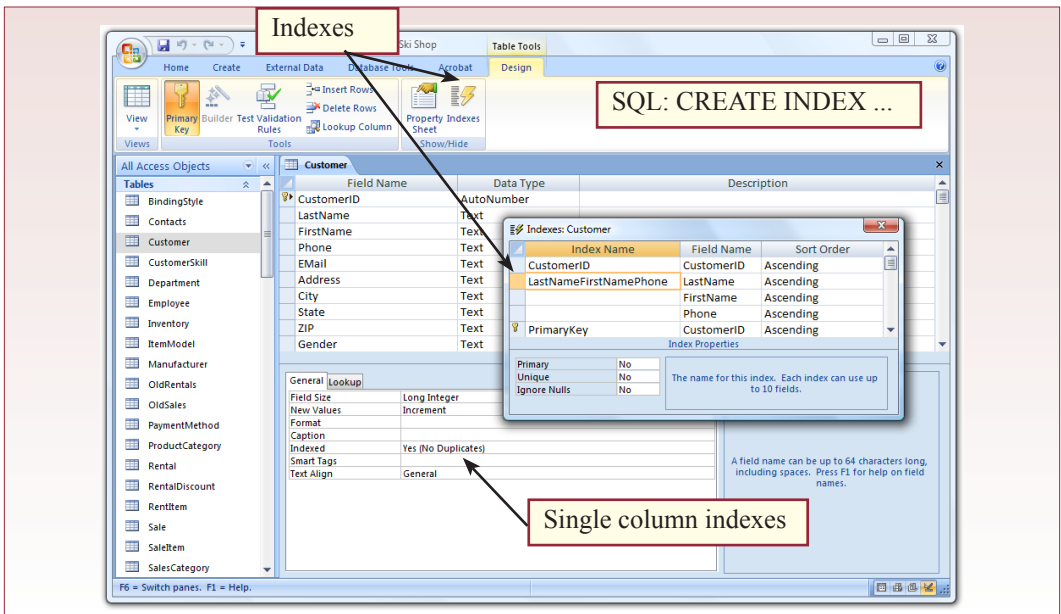 Indexes
Ski Shop
Table Tools
Home Create External Data Database Tools Acrobat Design
SQL: CREATE INDEX ...
View
Primary Key
Builder
Test Validation Rules
Insert Rows
Delete Rows
Lookup Column
Property Sheet
Indexes
Views
Tools
Show/Hide
All Access Objects
Tables
BindingStyle
Contacts
Customer
CustomerSkill
Department
Employee
Inventory
ItemModel
Manufacturer
OldRentals
OldSales
PaymentMethod
ProductCategory
Rental
RentalDiscount
RentItem
Sale
SaleItem
SalesCategory
Customer
Field Name Data Type Description
CustomerID AutoNumber
LastName Text
FirstName Text
Phone Text
EMail Text
Address Text
City Text
State Text
ZIP Text
Gender Text
Indexes: Customer
Index Name Field Name Sort Order
CustomerID CustomerID Ascending
LastNameFirstNamePhone LastName Ascending
FirstName Ascending
Phone Ascending
PrimaryKey CustomerID Ascending
Index Properties
Primary No
Unique No
Ignore Nulls No
The name for this index. Each index can use up
to 10 fields.
General Lookup
Field Size Long Integer
New Values Increment
Format
Caption
Indexed Yes (No Duplicates)
Smart Tags
Text Align General
A field name can be up to 64 characters long,
including spaces. Press F1 for help on field
names.
Single column indexes
F6 = Switch panes. F1 = Help.